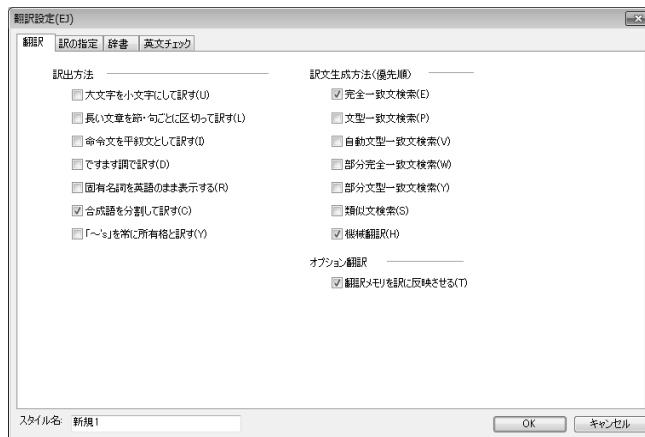 翻訳設定(EJ)
翻訳 訳の指定 辞書 英文チェック
訳出方法
大文字を小文字にして訳す(U)
長い文章を節・句ごとに区切って訳す(L)
命令文を平叙文として訳す(I)
ですます調で訳す(D)
固有名詞を英語のまま表示する(R)
合成語を分割して訳す(C)
「～'s」を常に所有格と訳す(Y)
訳文生成方法(優先順)
完全一致文検索(E)
文型一致文検索(P)
自動文型一致文検索(V)
部分完全一致文検索(W)
部分文型一致文検索(Y)
類似文検索(S)
機械翻訳(H)
オプション翻訳
翻訳メモリを訳に反映させる(T)
スタイル名: 新規1
OK キャンセル